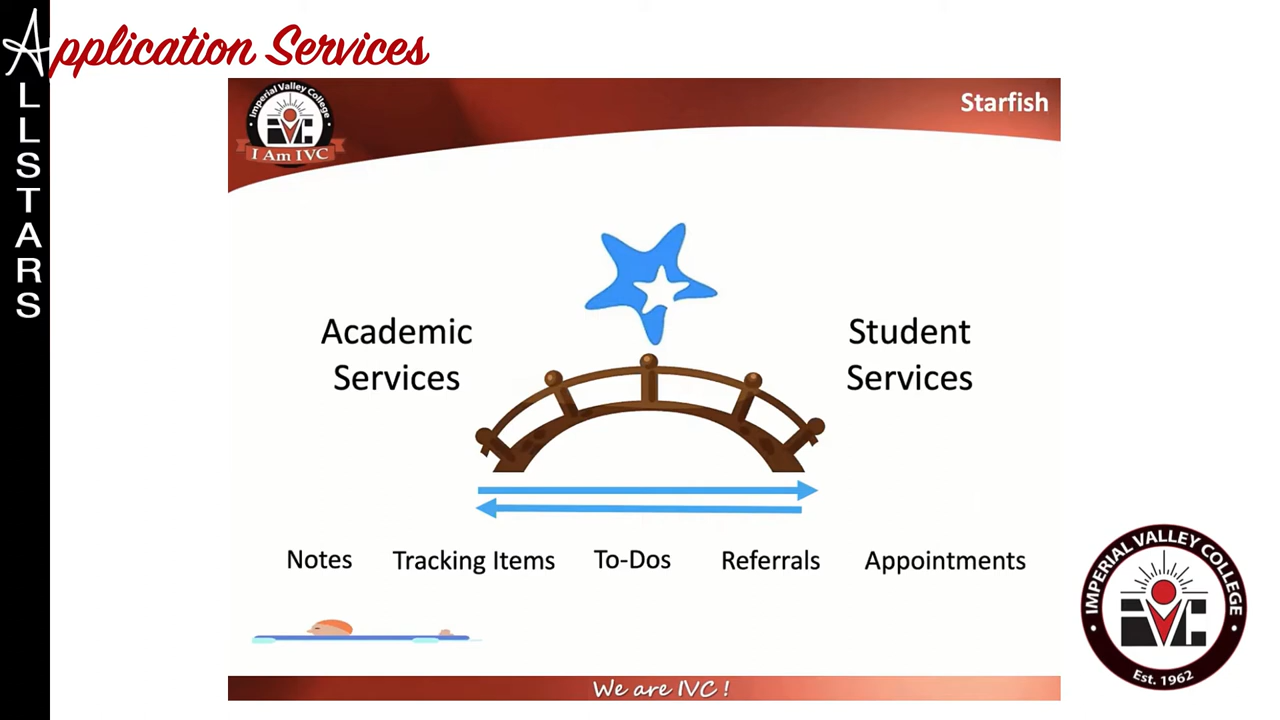 Application Services
ALLSTARS
Imperial Valley College
IVC
I Am IVC
Starfish
Academic
Services
Student
Services
Notes
Tracking Items
To-Dos
Referrals
Appointments
We are IVC !
IMPERIAL VALLEY COLLEGE
IVC
Est. 1962